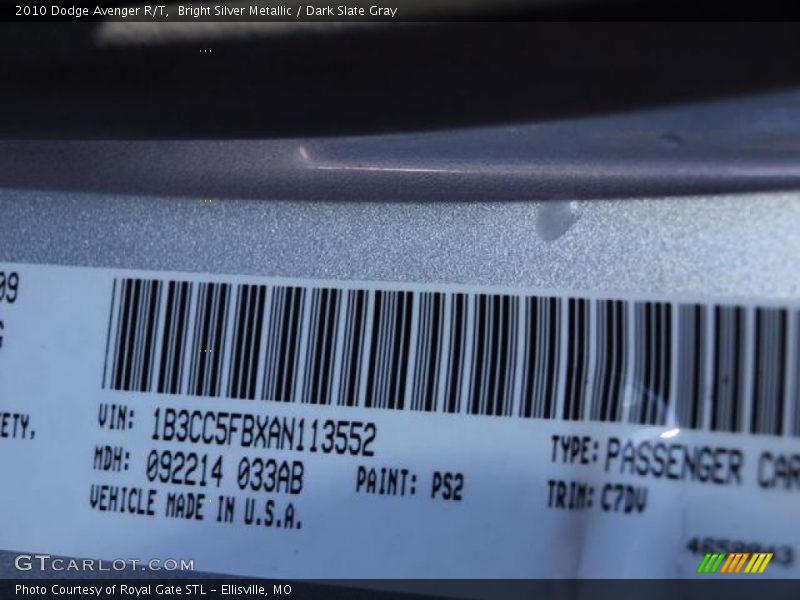 2010 Dodge Avenger R/T, Bright Silver Metallic / Dark Slate Gray
09
ETY,
VIN: 1B3CC5FBXAN113552
TYPE: PASSENGER CAR
MDH: 092214 033AB
PAINT: PS2
TRIM: C7DV
VEHICLE MADE IN U.S.A.
GTCARLOT.COM
Photo Courtesy of Royal Gate STL - Ellisville, MO